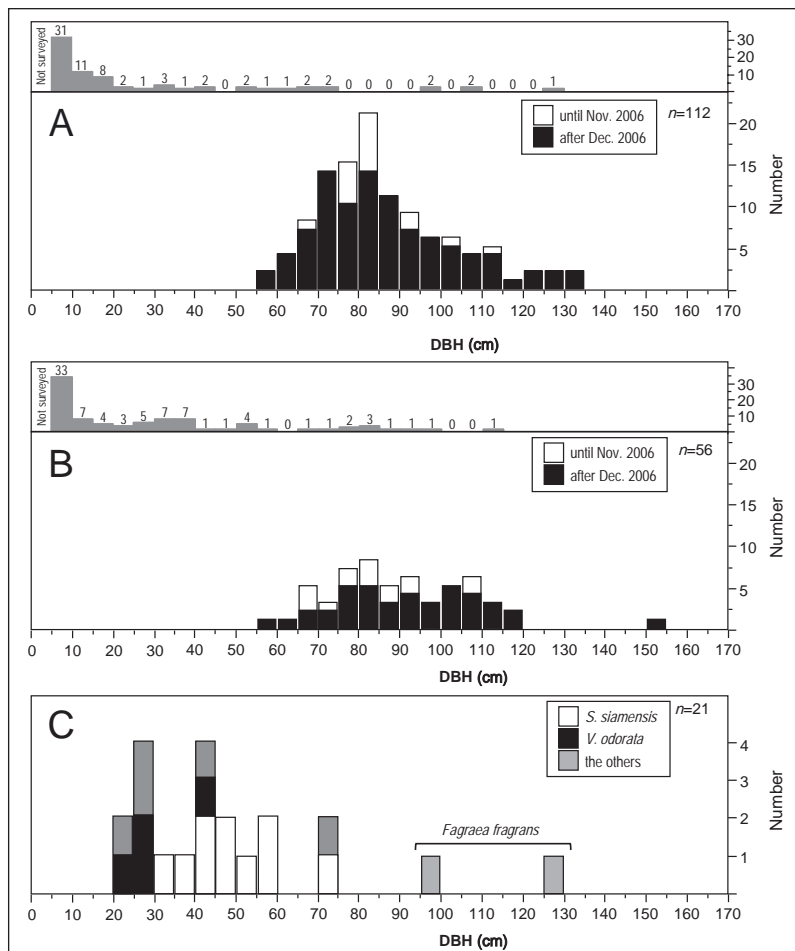 Not surveyed
31 11 8 2 1 3 1 2 0 2 1 1 2 2 0 0 0 0 2 0 2 0 0 0 1
30
20
10
A
until Nov. 2006
after Dec. 2006
n=112
20
15
10
5
Number
0 10 20 30 40 50 60 70 80 90 100 110 120 130 140 150 160 170
DBH (cm)
Not surveyed
33 7 4 3 5 7 7 1 1 4 1 0 1 1 2 3 1 1 1 0 0 1
30
20
10
B
until Nov. 2006
after Dec. 2006
n=56
20
15
10
5
Number
0 10 20 30 40 50 60 70 80 90 100 110 120 130 140 150 160 170
DBH (cm)
C
S. siamensis
V. odorata
the others
n=21
4
3
2
1
Number
Fagraea fragrans
0 10 20 30 40 50 60 70 80 90 100 110 120 130 140 150 160 170
DBH (cm)